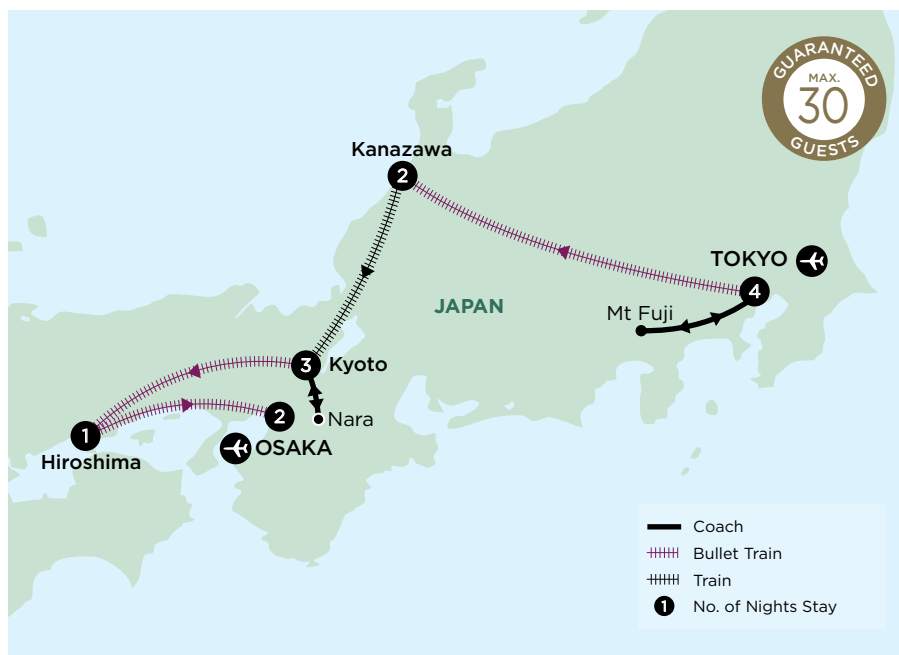 GUARANTEED
MAX.
30
GUESTS
Kanazawa
2
TOKYO
4
JAPAN
Mt Fuji
3
Kyoto
2
Nara
1
OSAKA
Hiroshima
Coach
Bullet Train
Train
1
No. of Nights Stay